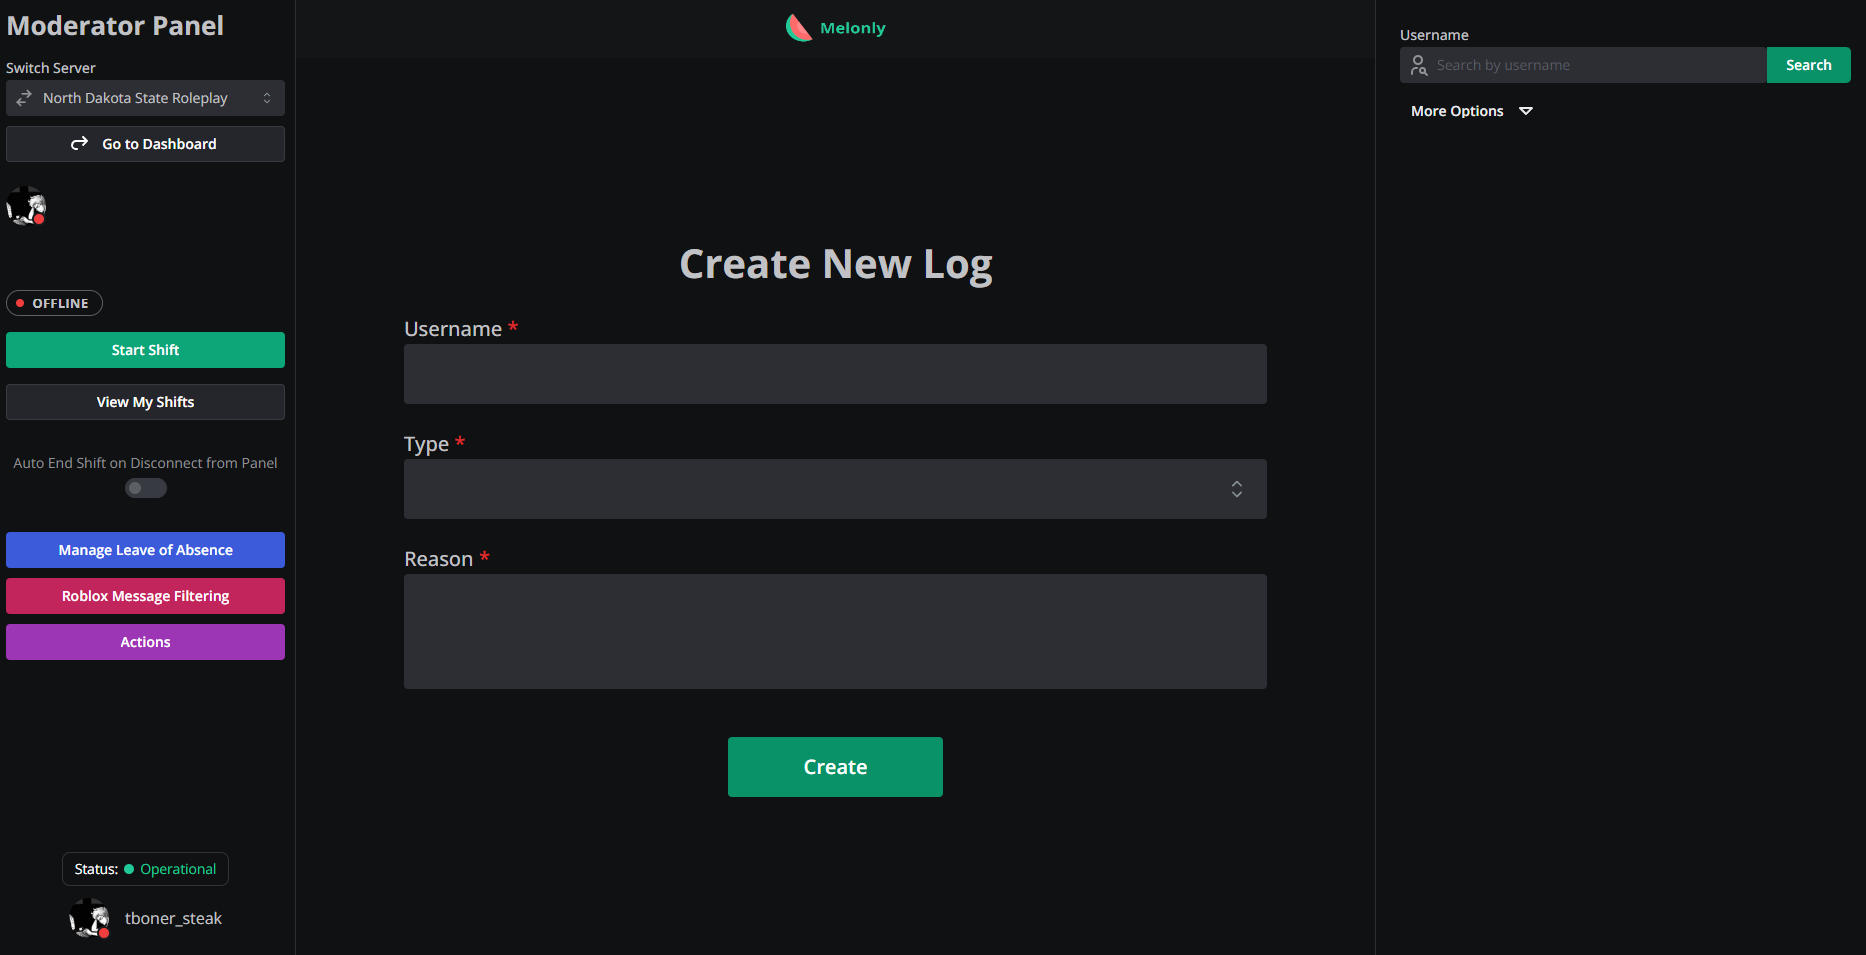 Moderator Panel
Switch Server
North Dakota State Roleplay
Go to Dashboard
OFFLINE
Start Shift
View My Shifts
Auto End Shift on Disconnect from Panel
Manage Leave of Absence
Roblox Message Filtering
Actions
Status: Operational
tboner_steak
Melonly
Create New Log
Username *
Type *
Reason *
Create
Username
Search by username
Search
More Options